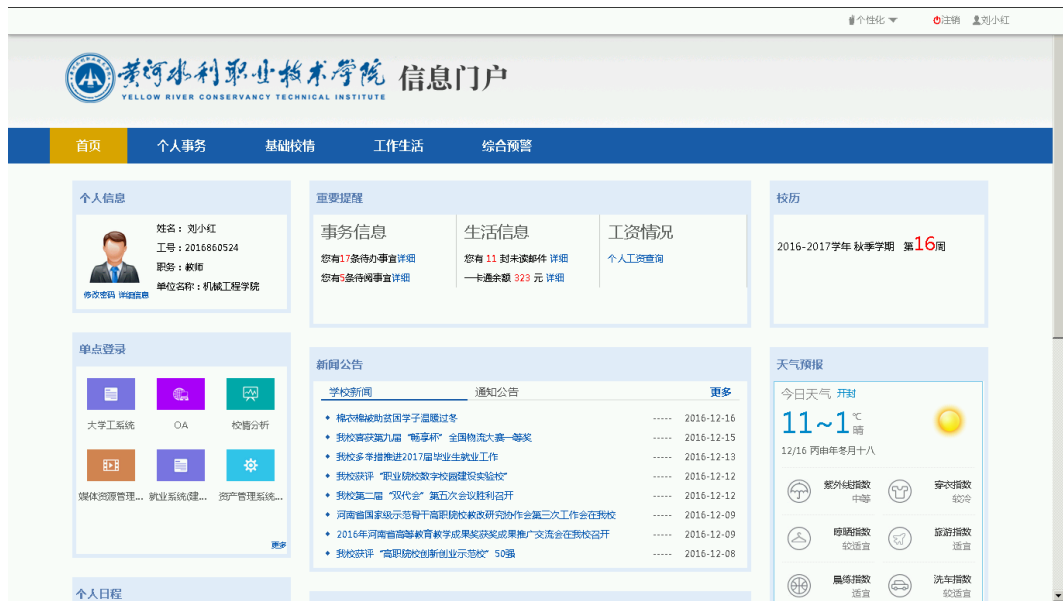 个性化 注销 刘小红
黄河水利职业技术学院 信息门户
YELLOW RIVER CONSERVANCY TECHNICAL INSTITUTE
首页 个人事务 基础校情 工作生活 综合预警
个人信息
姓名： 刘小红
工号：2016860524
职务：教师
单位名称：机械工程学院
修改密码 详细信息
重要提醒
事务信息
您有17条待办事宜详细
您有5条待阅事宜详细
生活信息
您有 11 封未读邮件 详细
一卡通余额 323 元 详细
工资情况
个人工资查询
校历
2016-2017学年 秋季学期 第16周
单点登录
大学工系统 OA 校情分析
媒体资源管理... 就业系统(建... 资产管理系统...
更多
个人日程
新闻公告
学校新闻 通知公告 更多
棉衣棉被助贫困学子温暖过冬 ----- 2016-12-16
我校喜获第九届“畅享杯”全国物流大赛一等奖 ----- 2016-12-15
我校多举措推进2017届毕业生就业工作 ----- 2016-12-13
我校获评“职业院校数字校园建设实验校” ----- 2016-12-12
我校第二届“双代会”第五次会议胜利召开 ----- 2016-12-12
河南省国家级示范骨干高职院校教改研究协作会第三次工作会在我校 ----- 2016-12-09
2016年河南省高等教育教学成果奖获奖成果推广交流会在我校召开 ----- 2016-12-09
我校获评“高职院校创新创业示范校”50强 ----- 2016-12-08
天气预报
今日天气 开封
11~1℃
晴
12/16 丙申年冬月十八
紫外线指数 穿衣指数
中等 较冷
晾晒指数 旅游指数
较适宜 适宜
晨练指数 洗车指数
适宜 较适宜